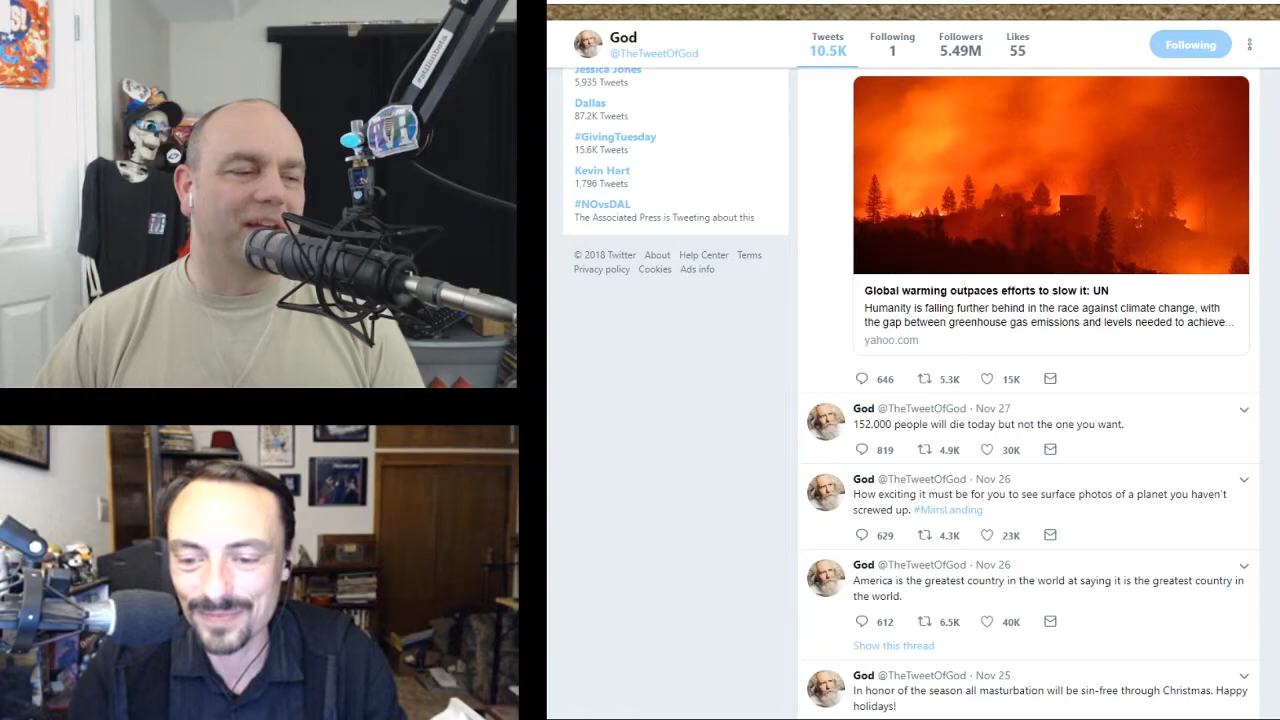 God
@TheTweetOfGod
Tweets
10.5K
Following
1
Followers
5.49M
Likes
55
Following
Jessica Jones
5,935 Tweets
Dallas
87.2K Tweets
#GivingTuesday
15.6K Tweets
Kevin Hart
1,796 Tweets
#NOvsDAL
The Associated Press is Tweeting about this
© 2018 Twitter About Help Center Terms
Privacy policy Cookies Ads info
Global warming outpaces efforts to slow it: UN
Humanity is falling further behind in the race against climate change, with
the gap between greenhouse gas emissions and levels needed to achieve...
yahoo.com
646 5.3K 15K
God @TheTweetOfGod · Nov 27
152,000 people will die today but not the one you want.
819 4.9K 30K
God @TheTweetOfGod · Nov 26
How exciting it must be for you to see surface photos of a planet you haven't
screwed up. #MarsLanding
629 4.3K 23K
God @TheTweetOfGod · Nov 26
America is the greatest country in the world at saying it is the greatest country in
the world.
612 6.5K 40K
Show this thread
God @TheTweetOfGod · Nov 25
In honor of the season all masturbation will be sin-free through Christmas. Happy
holidays!